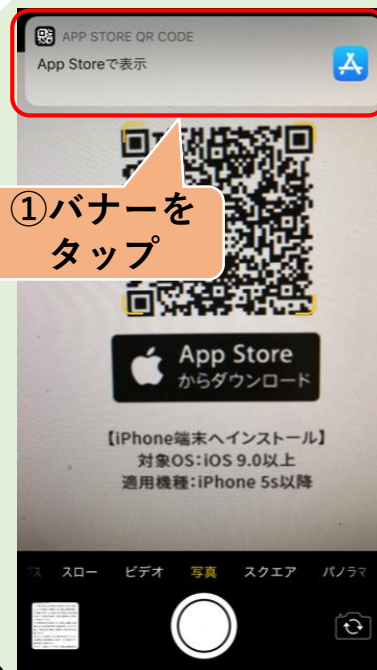 APP STORE QR CODE
App Storeで表示
①バナーを
タップ
App Store
からダウンロード
【iPhone端末へインストール】
対象OS:iOS 9.0以上
適用機種:iPhone 5s以降
スロー ビデオ 写真 スクエア パノラマ